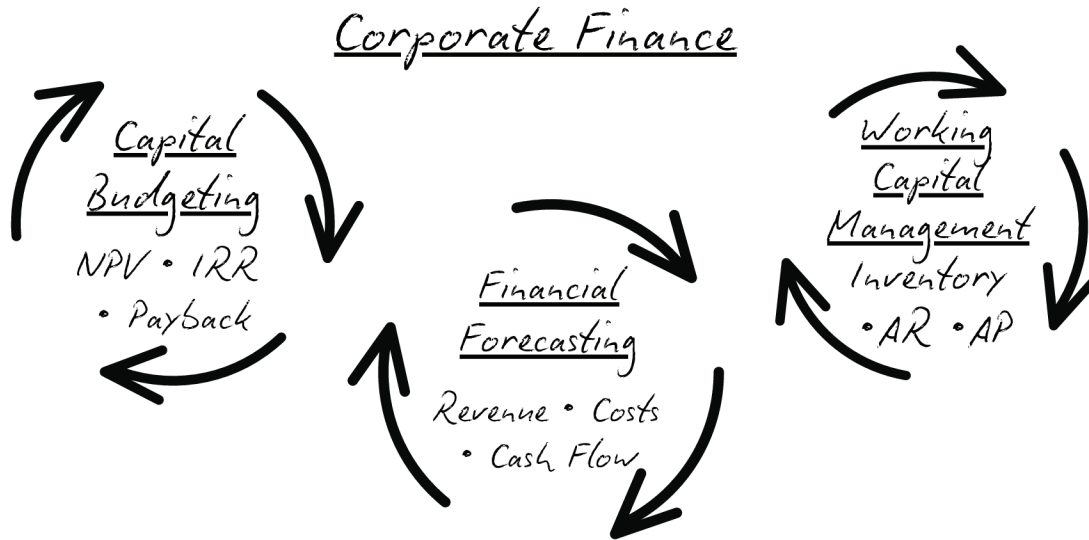 Corporate Finance
Capital
Budgeting
NPV • IRR
• Payback
Financial
Forecasting
Revenue • Costs
• Cash Flow
Working
Capital
Management
Inventory
• AR • AP